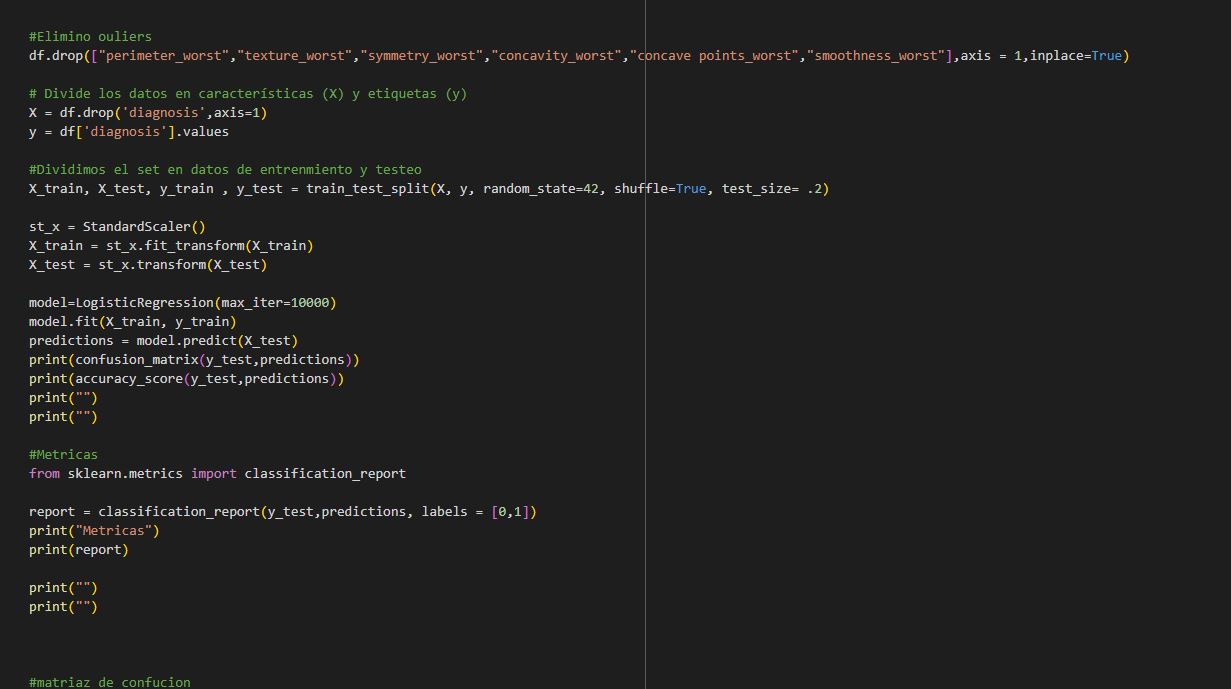 #Elimino ouliers
df.drop(["perimeter_worst","texture_worst","symmetry_worst","concavity_worst","concave points_worst","smoothness_worst"],axis = 1,inplace=True)
# Divide los datos en características (X) y etiquetas (y)
X = df.drop('diagnosis',axis=1)
y = df['diagnosis'].values
#Dividimos el set en datos de entrenmiento y testeo
X_train, X_test, y_train , y_test = train_test_split(X, y, random_state=42, shuffle=True, test_size= .2)
st_x = StandardScaler()
X_train = st_x.fit_transform(X_train)
X_test = st_x.transform(X_test)
model=LogisticRegression(max_iter=10000)
model.fit(X_train, y_train)
predictions = model.predict(X_test)
print(confusion_matrix(y_test,predictions))
print(accuracy_score(y_test,predictions))
print("")
print("")
#Metricas
from sklearn.metrics import classification_report
report = classification_report(y_test,predictions, labels = [0,1])
print("Metricas")
print(report)
print("")
print("")
#matriaz de confucion